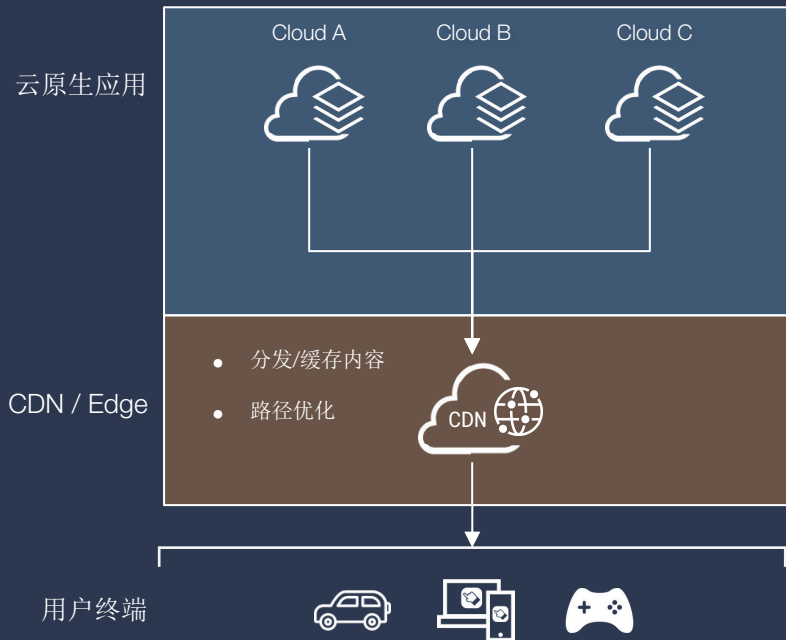 Cloud A
Cloud B
Cloud C
云原生应用
CDN / Edge
● 分发/缓存内容
● 路径优化
CDN
用户终端